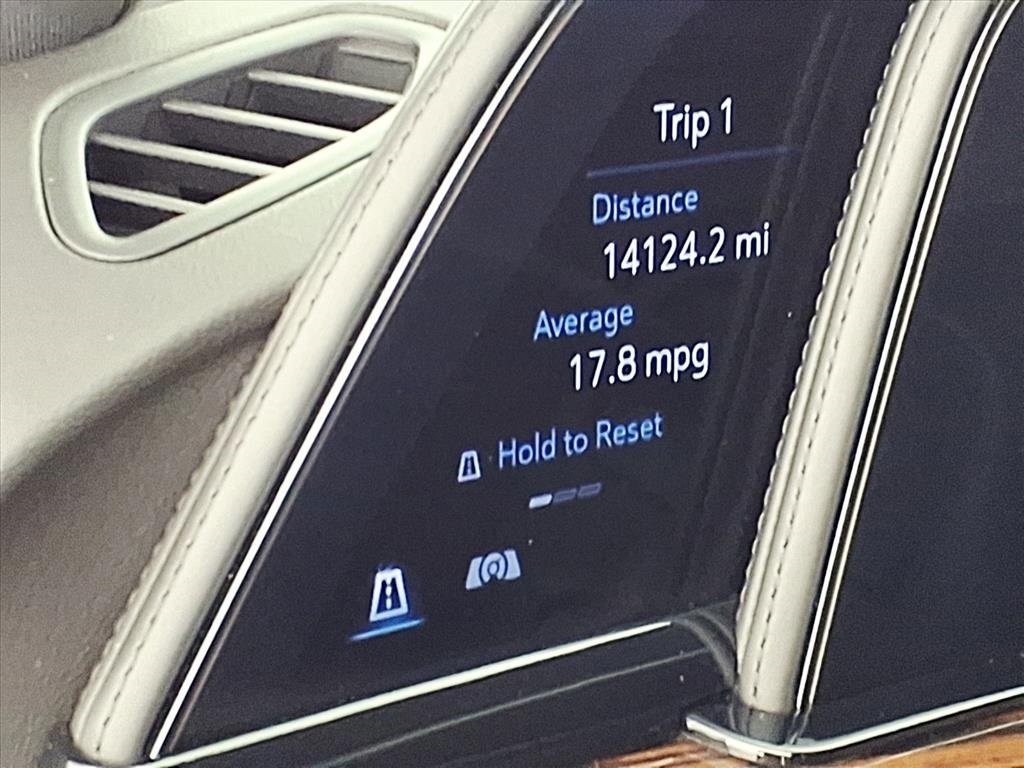 Trip 1
Distance
14124.2 mi
Average
17.8 mpg
Hold to Reset